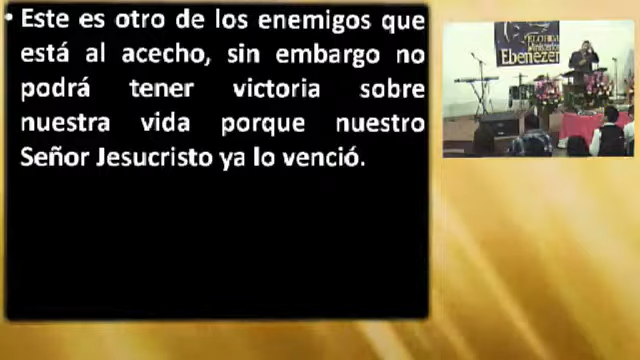 • Este es otro de los enemigos que
está al acecho, sin embargo no
podrá tener victoria sobre
nuestra vida porque nuestro
Señor Jesucristo ya lo venció.
Ministerios
Ebenezer